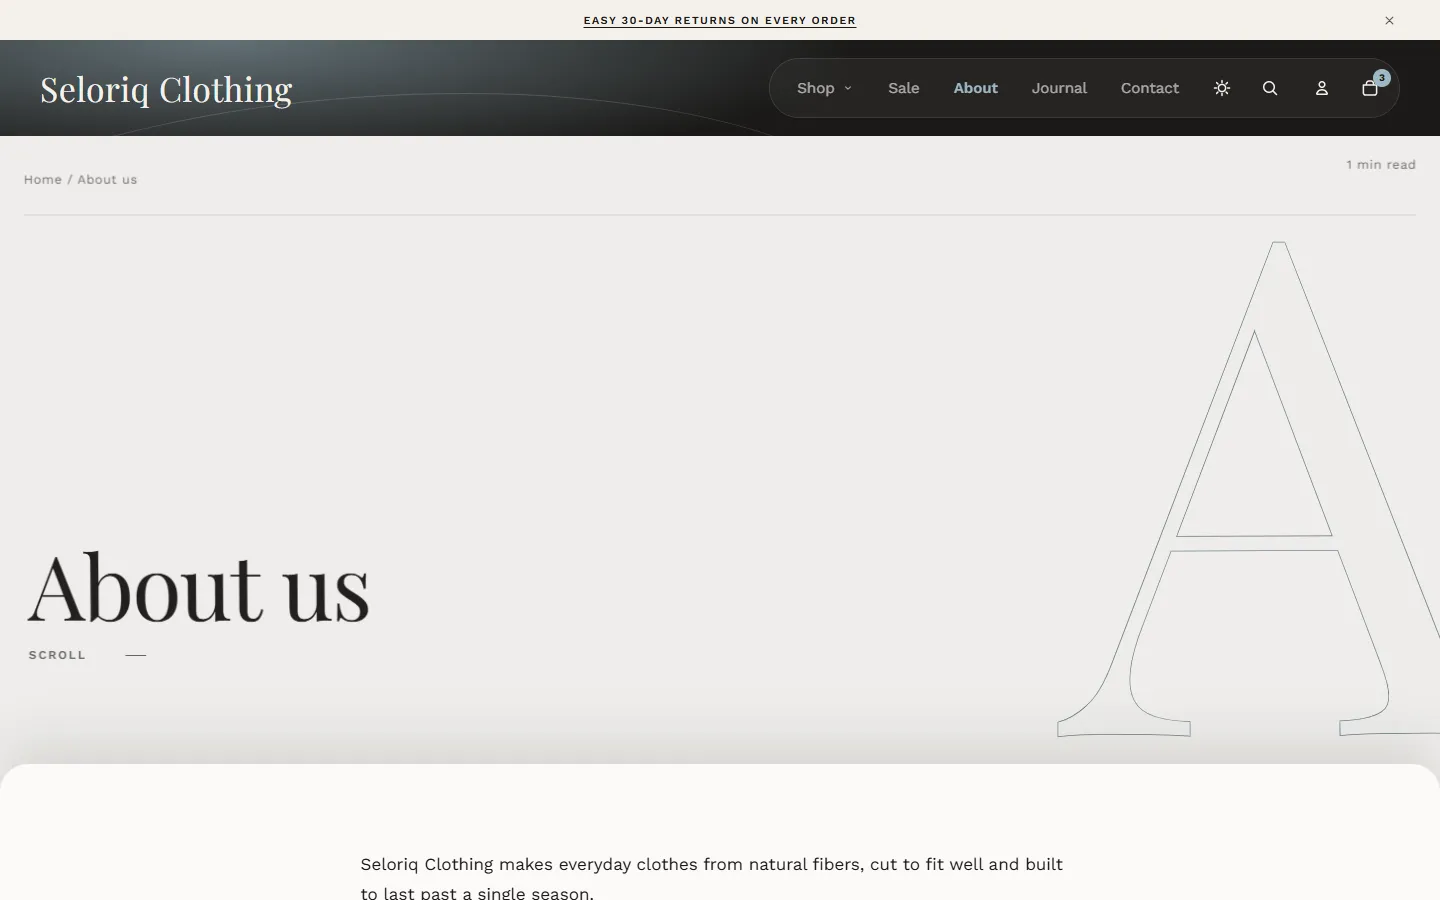 EASY 30-DAY RETURNS ON EVERY ORDER
Seloriq Clothing
Shop Sale About Journal Contact 3
1 min read
Home / About us
A
About us
SCROLL
Seloriq Clothing makes everyday clothes from natural fibers, cut to fit well and built
to last past a single season.